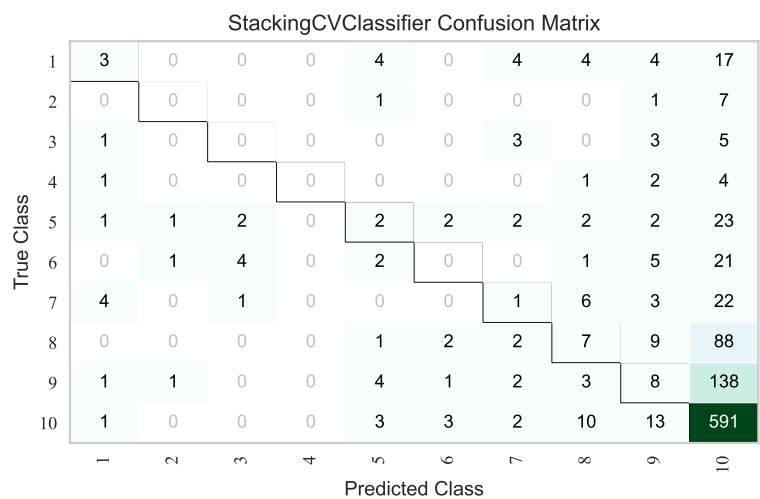 StackingCVClassifier Confusion Matrix
1 3 0 0 0 4 0 4 4 4 17
2 0 0 0 0 1 0 0 0 1 7
3 1 0 0 0 0 0 3 0 3 5
4 1 0 0 0 0 0 0 1 2 4
5 1 1 2 0 2 2 2 2 2 23
6 0 1 4 0 2 0 0 1 5 21
7 4 0 1 0 0 0 1 6 3 22
8 0 0 0 0 1 2 2 7 9 88
9 1 1 0 0 4 1 2 3 8 138
10 1 0 0 0 3 3 2 10 13 591
True Class
1 2 3 4 5 6 7 8 9 10
Predicted Class